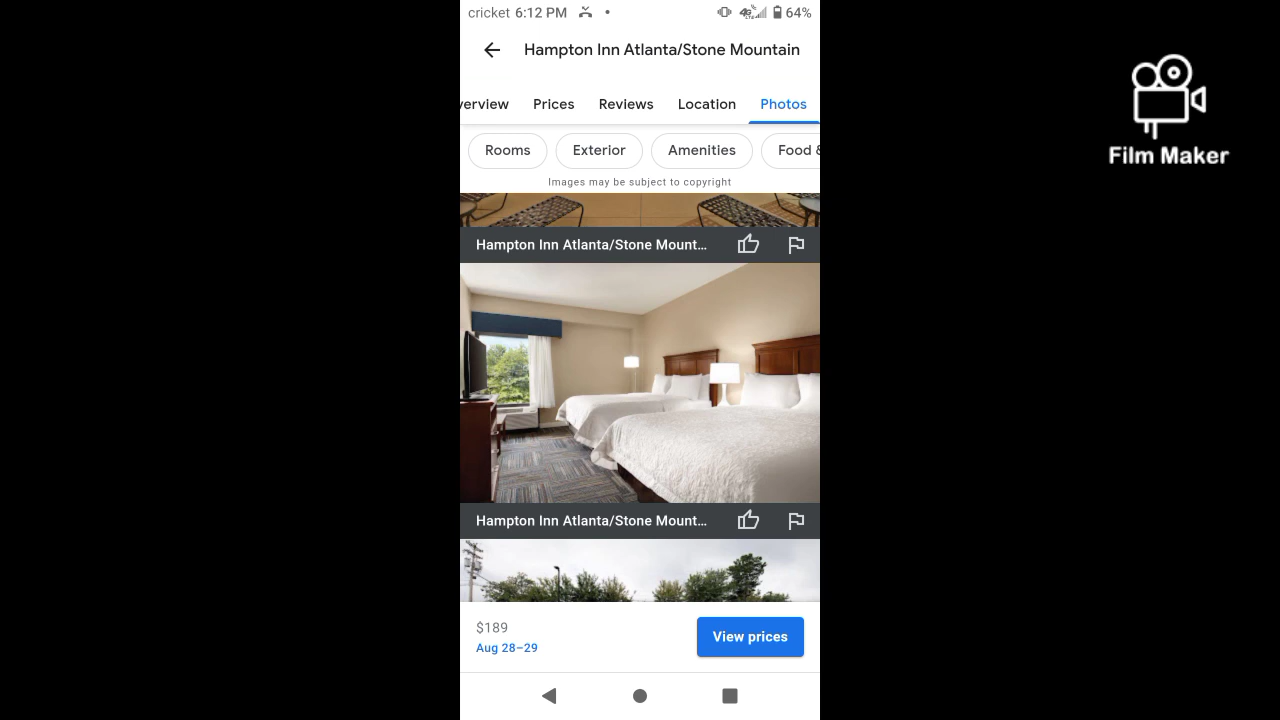 cricket 6:12 PM
64%
Hampton Inn Atlanta/Stone Mountain
verview Prices Reviews Location Photos
Rooms Exterior Amenities Food &
Images may be subject to copyright
Hampton Inn Atlanta/Stone Mount...
Hampton Inn Atlanta/Stone Mount...
$189
Aug 28–29
View prices
Film Maker